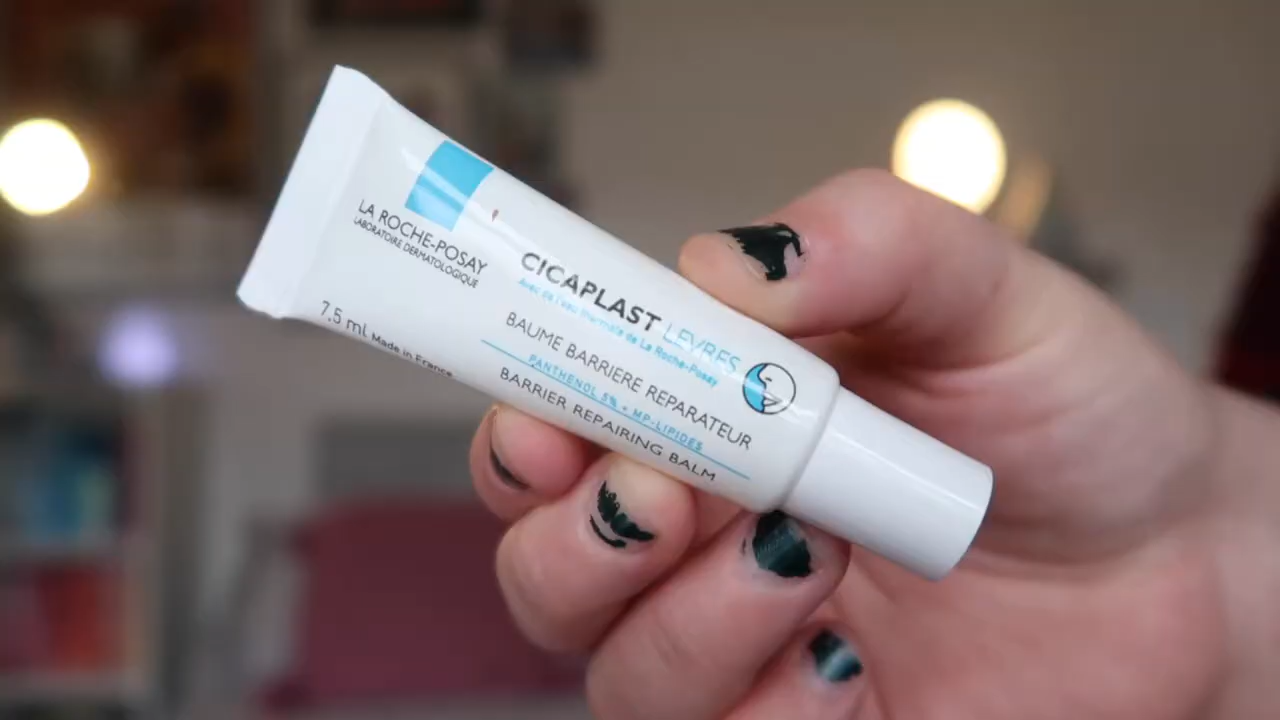 LA ROCHE-POSAY
LABORATOIRE DERMATOLOGIQUE
CICAPLAST LEVRES
Avec de l'eau thermale de La Roche-Posay
BAUME BARRIERE REPARATEUR
PANTHENOL 5% + MP-LIPIDES
BARRIER REPAIRING BALM
7,5 ml Made in France